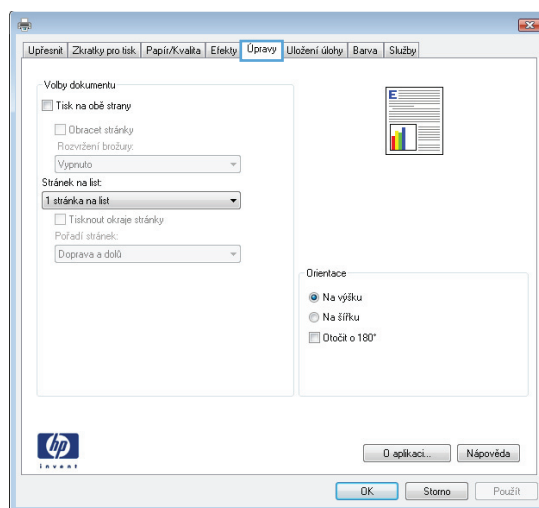 Upřesnit Zkratky pro tisk Papír/Kvalita Efekty Úpravy Uložení úlohy Barva Služby
Volby dokumentu
Tisk na obě strany
Obracet stránky
Rozvržení brožury:
Vypnuto
Stránek na list:
1 stránka na list
Tisknout okraje stránky
Pořadí stránek:
Doprava a dolů
E
Orientace
Na výšku
Na šířku
Otočit o 180°
hp
invent
O aplikaci... Nápověda
OK Storno Použít